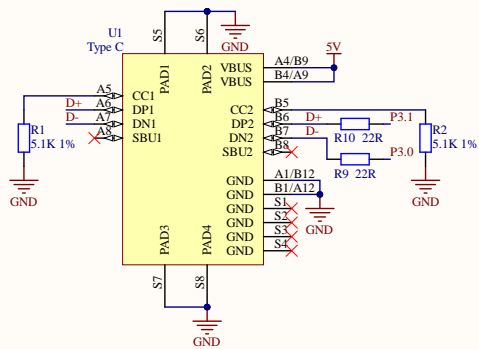 U1
Type C
S5
S6
GND
PAD1
PAD2
5V
VBUS A4/B9
VBUS B4/A9
A5 CC1
D+ A6 DP1
D- A7 DN1
A8 SBU1
CC2 B5
DP2 B6 D+
DN2 B7 D-
SBU2 B8
R10 22R
P3.1
R9 22R
P3.0
R1
5.1K 1%
GND
R2
5.1K 1%
GND
GND A1/B12
GND B1/A12
GND S1
GND S2
GND S3
GND S4
GND
PAD3
PAD4
S7
S8
GND